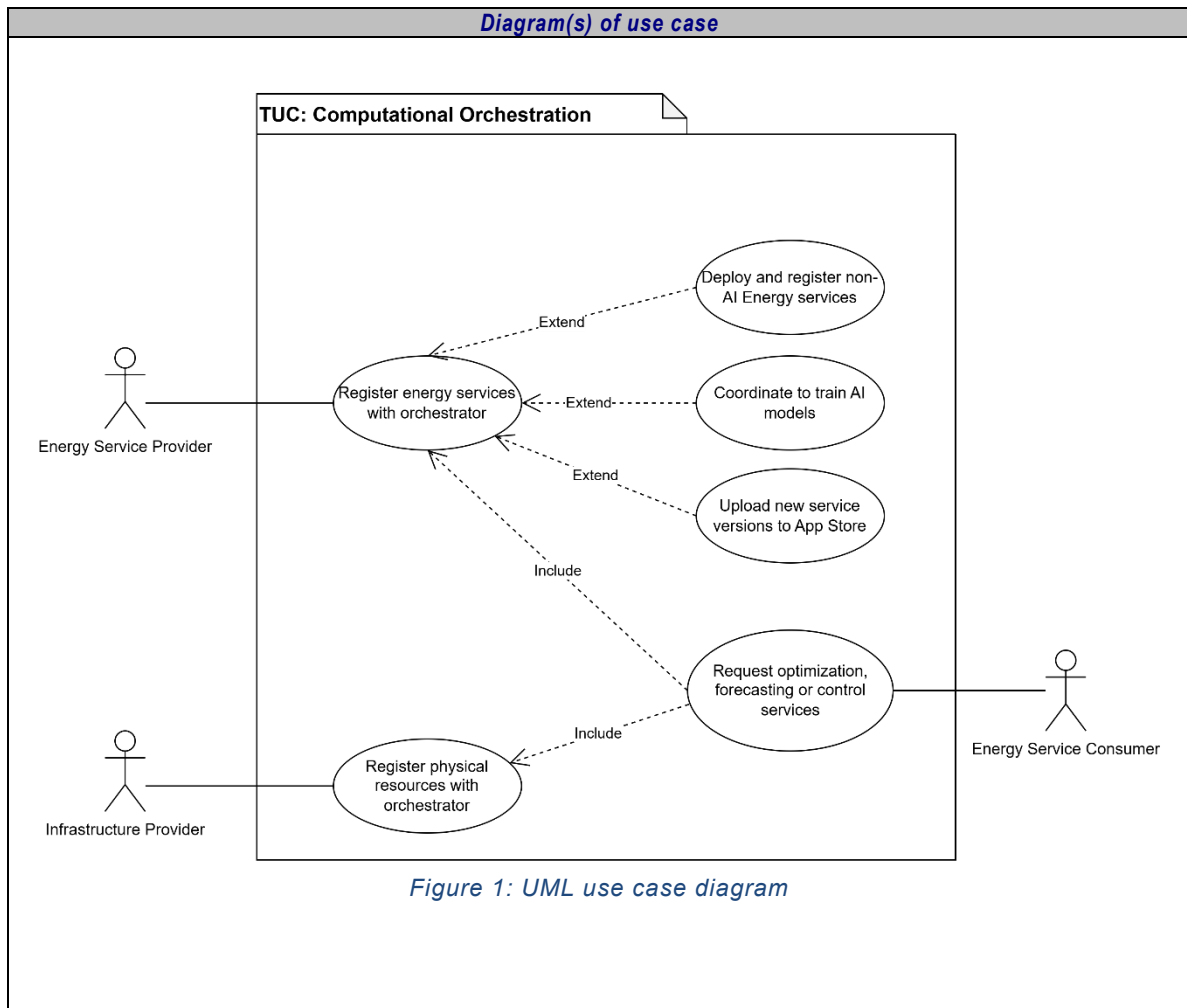 Diagram(s) of use case
TUC: Computational Orchestration
Deploy and register non-
AI Energy services
Extend
Register energy services
with orchestrator
Extend
Coordinate to train AI
models
Energy Service Provider
Extend
Upload new service
versions to App Store
Include
Request optimization,
forecasting or control
services
Include
Energy Service Consumer
Register physical
resources with
orchestrator
Infrastructure Provider
Figure 1: UML use case diagram